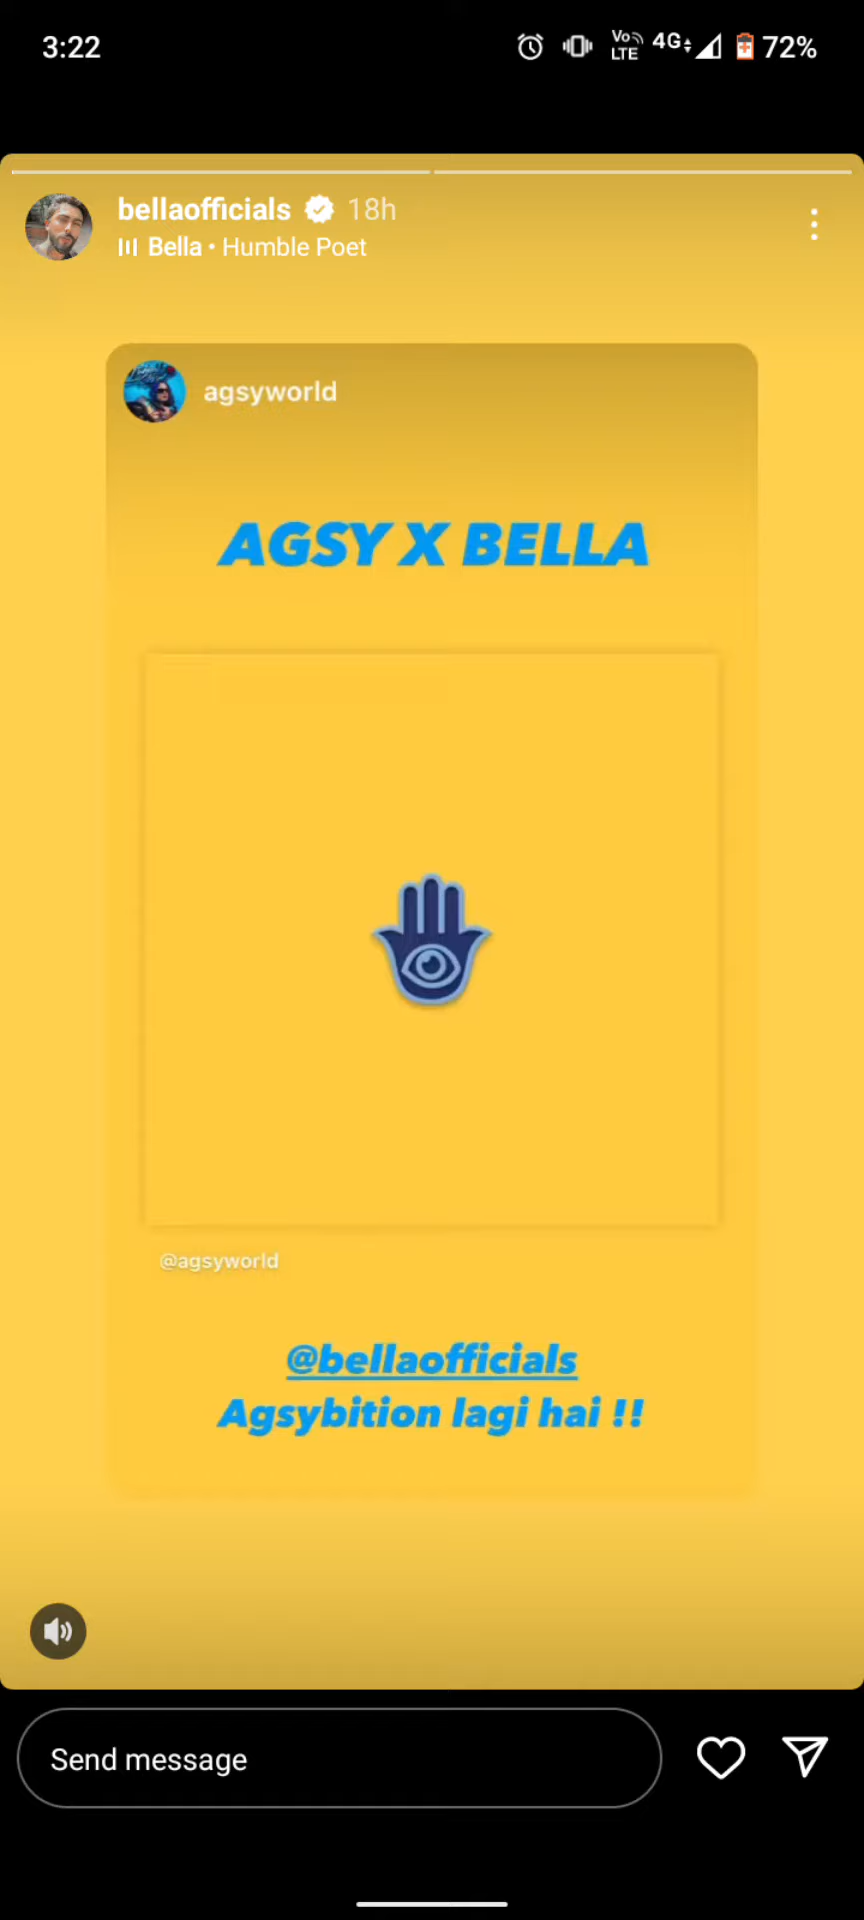 3:22
Vo LTE 4G 72%
bellaofficials 18h
Bella • Humble Poet
agsyworld
AGSY X BELLA
@agsyworld
@bellaofficials
Agsybition lagi hai !!
Send message